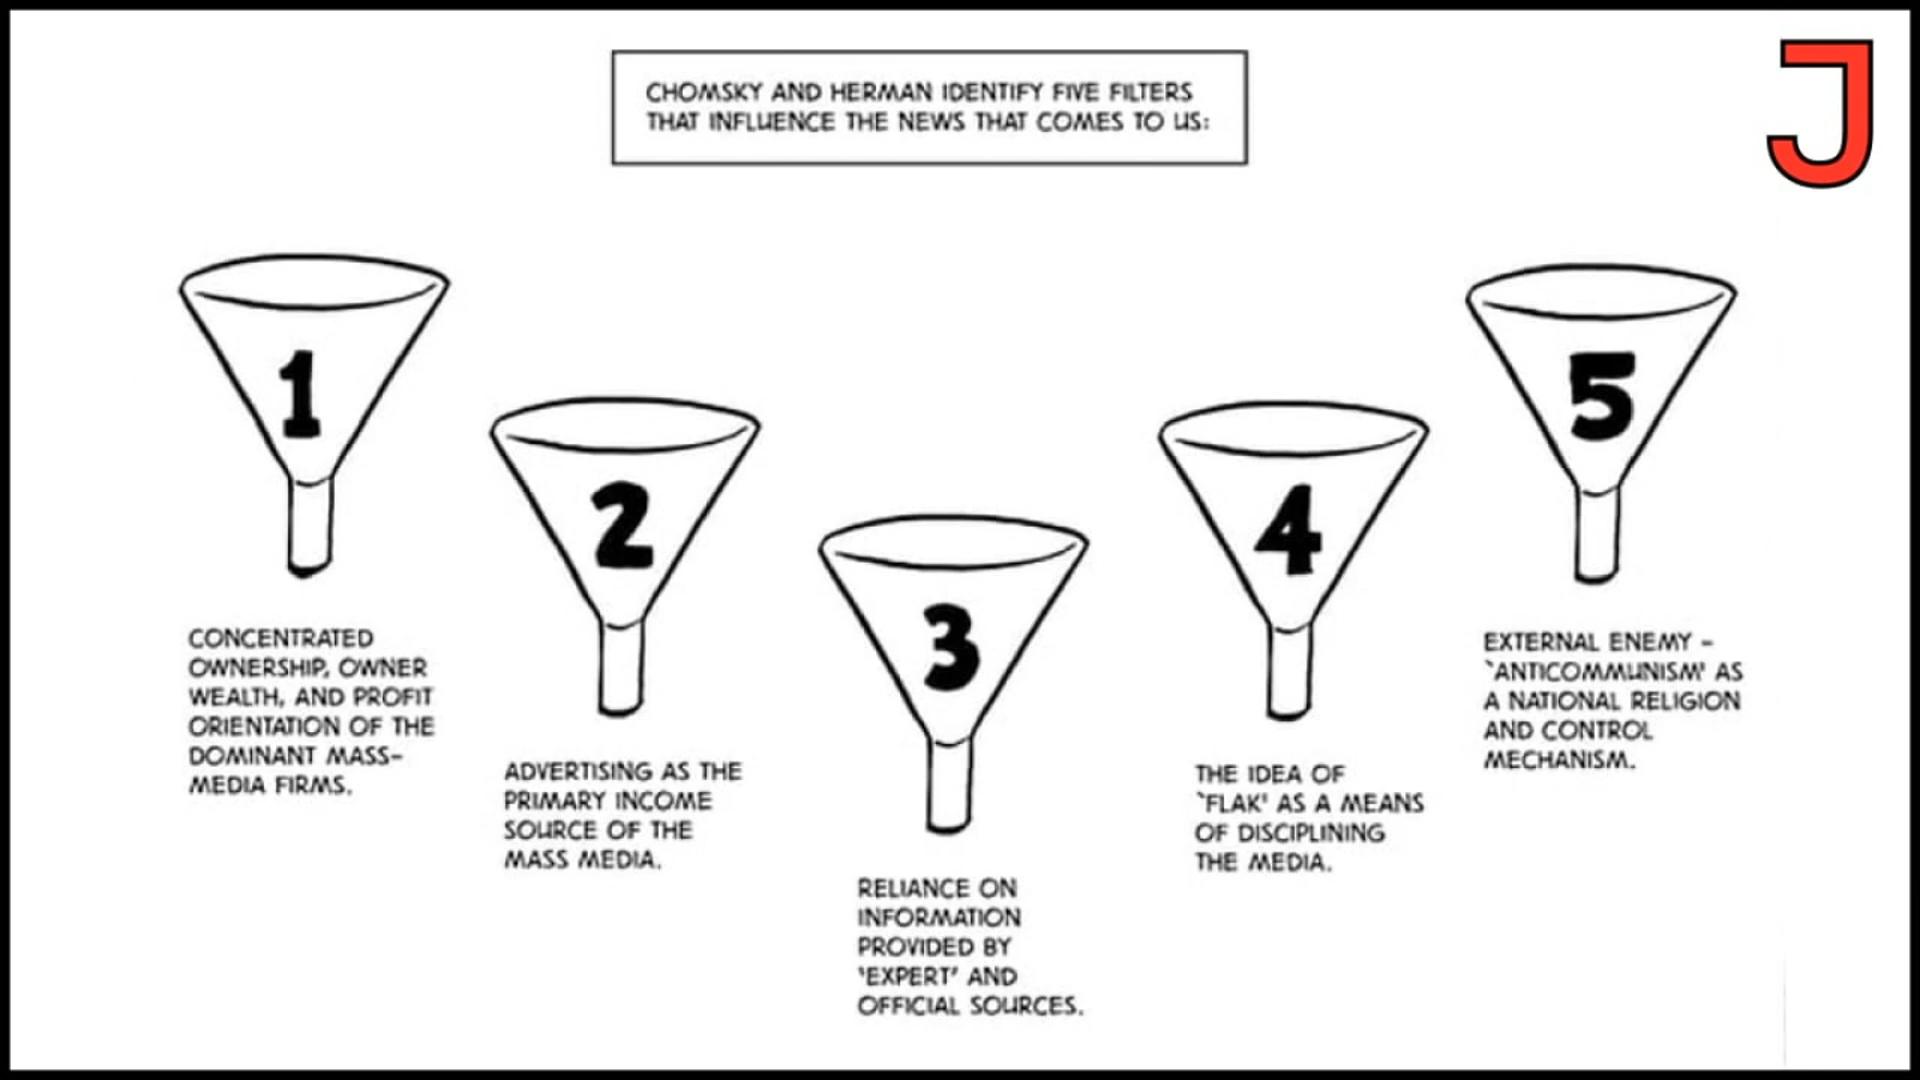 CHOMSKY AND HERMAN IDENTIFY FIVE FILTERS
THAT INFLUENCE THE NEWS THAT COMES TO US:
J
1
CONCENTRATED
OWNERSHIP, OWNER
WEALTH, AND PROFIT
ORIENTATION OF THE
DOMINANT MASS-
MEDIA FIRMS.
2
ADVERTISING AS THE
PRIMARY INCOME
SOURCE OF THE
MASS MEDIA.
3
RELIANCE ON
INFORMATION
PROVIDED BY
'EXPERT' AND
OFFICIAL SOURCES.
4
THE IDEA OF
`FLAK' AS A MEANS
OF DISCIPLINING
THE MEDIA.
5
EXTERNAL ENEMY –
`ANTICOMMUNISM' AS
A NATIONAL RELIGION
AND CONTROL
MECHANISM.